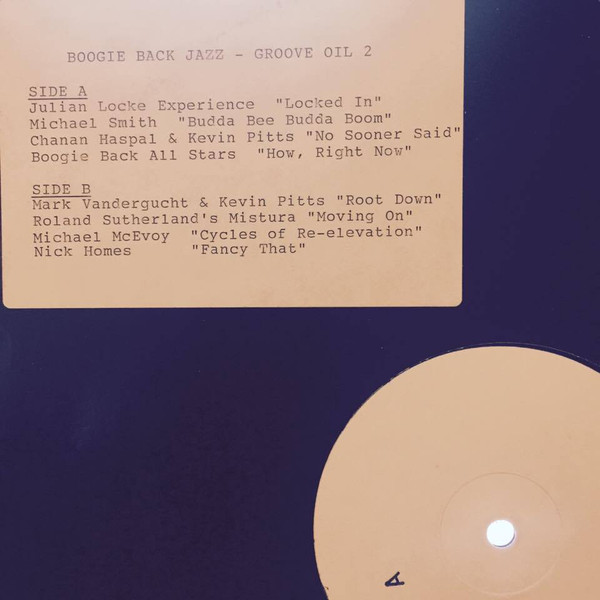 BOOGIE BACK JAZZ - GROOVE OIL 2
SIDE A
Julian Locke Experience "Locked In"
Michael Smith "Budda Bee Budda Boom"
Chanan Haspal & Kevin Pitts "No Sooner Said"
Boogie Back All Stars "How, Right Now"
SIDE B
Mark Vandergucht & Kevin Pitts "Root Down"
Roland Sutherland's Mistura "Moving On"
Michael McEvoy "Cycles of Re-elevation"
Nick Homes "Fancy That"
A